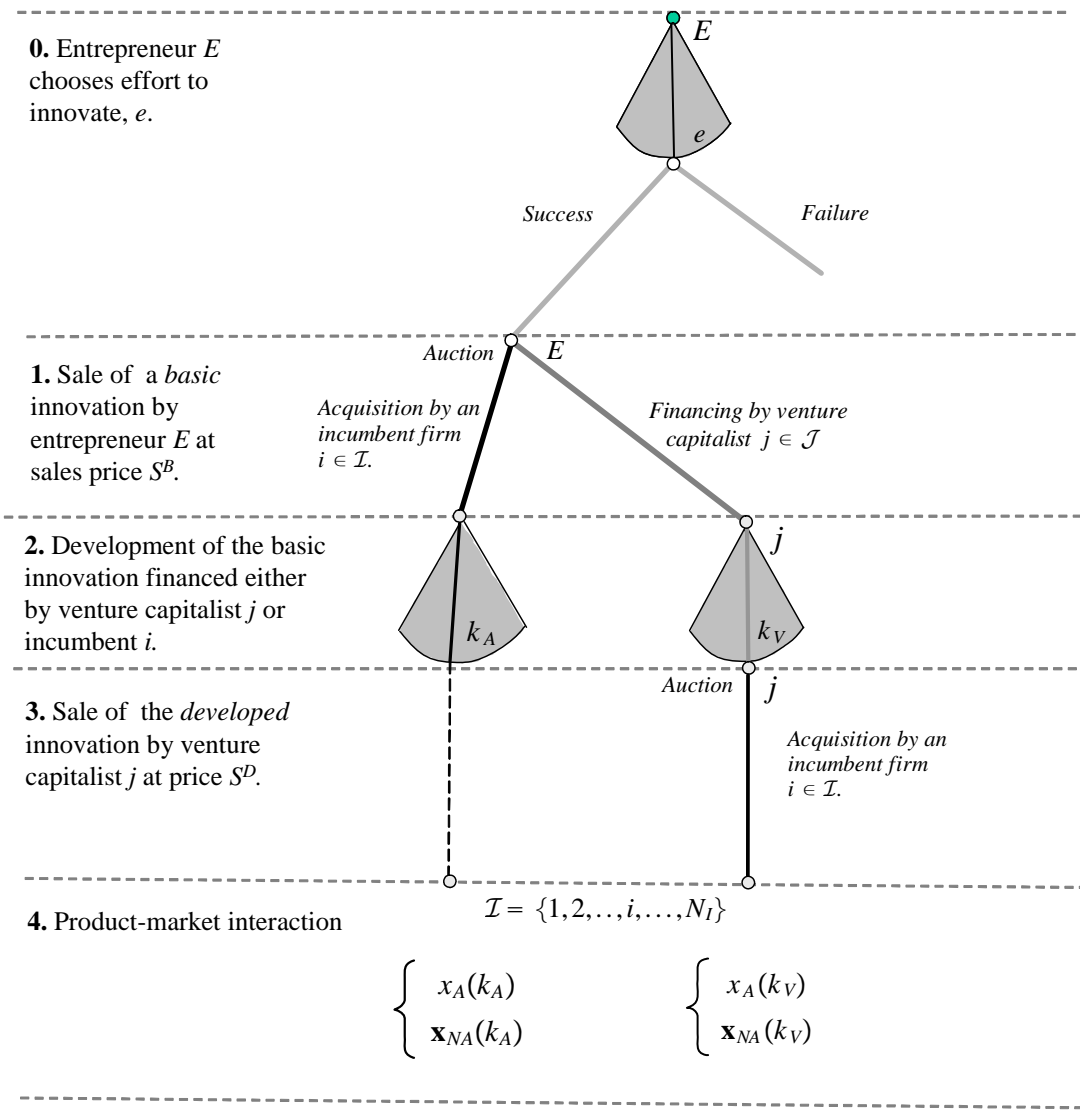 E
0. Entrepreneur E
chooses effort to
innovate, e.
e
Success
Failure
Auction
E
1. Sale of a basic
innovation by
entrepreneur E at
sales price S^B.
Acquisition by an
incumbent firm
i ∈ ℐ.
Financing by venture
capitalist j ∈ 𝒥
2. Development of the basic
innovation financed either
by venture capitalist j or
incumbent i.
j
k_A
k_V
Auction
j
3. Sale of the developed
innovation by venture
capitalist j at price S^D.
Acquisition by an
incumbent firm
i ∈ ℐ.
4. Product-market interaction
ℐ = {1,2,..,i,...,N_I}
x_A(k_A)
x_NA(k_A)
x_A(k_V)
x_NA(k_V)